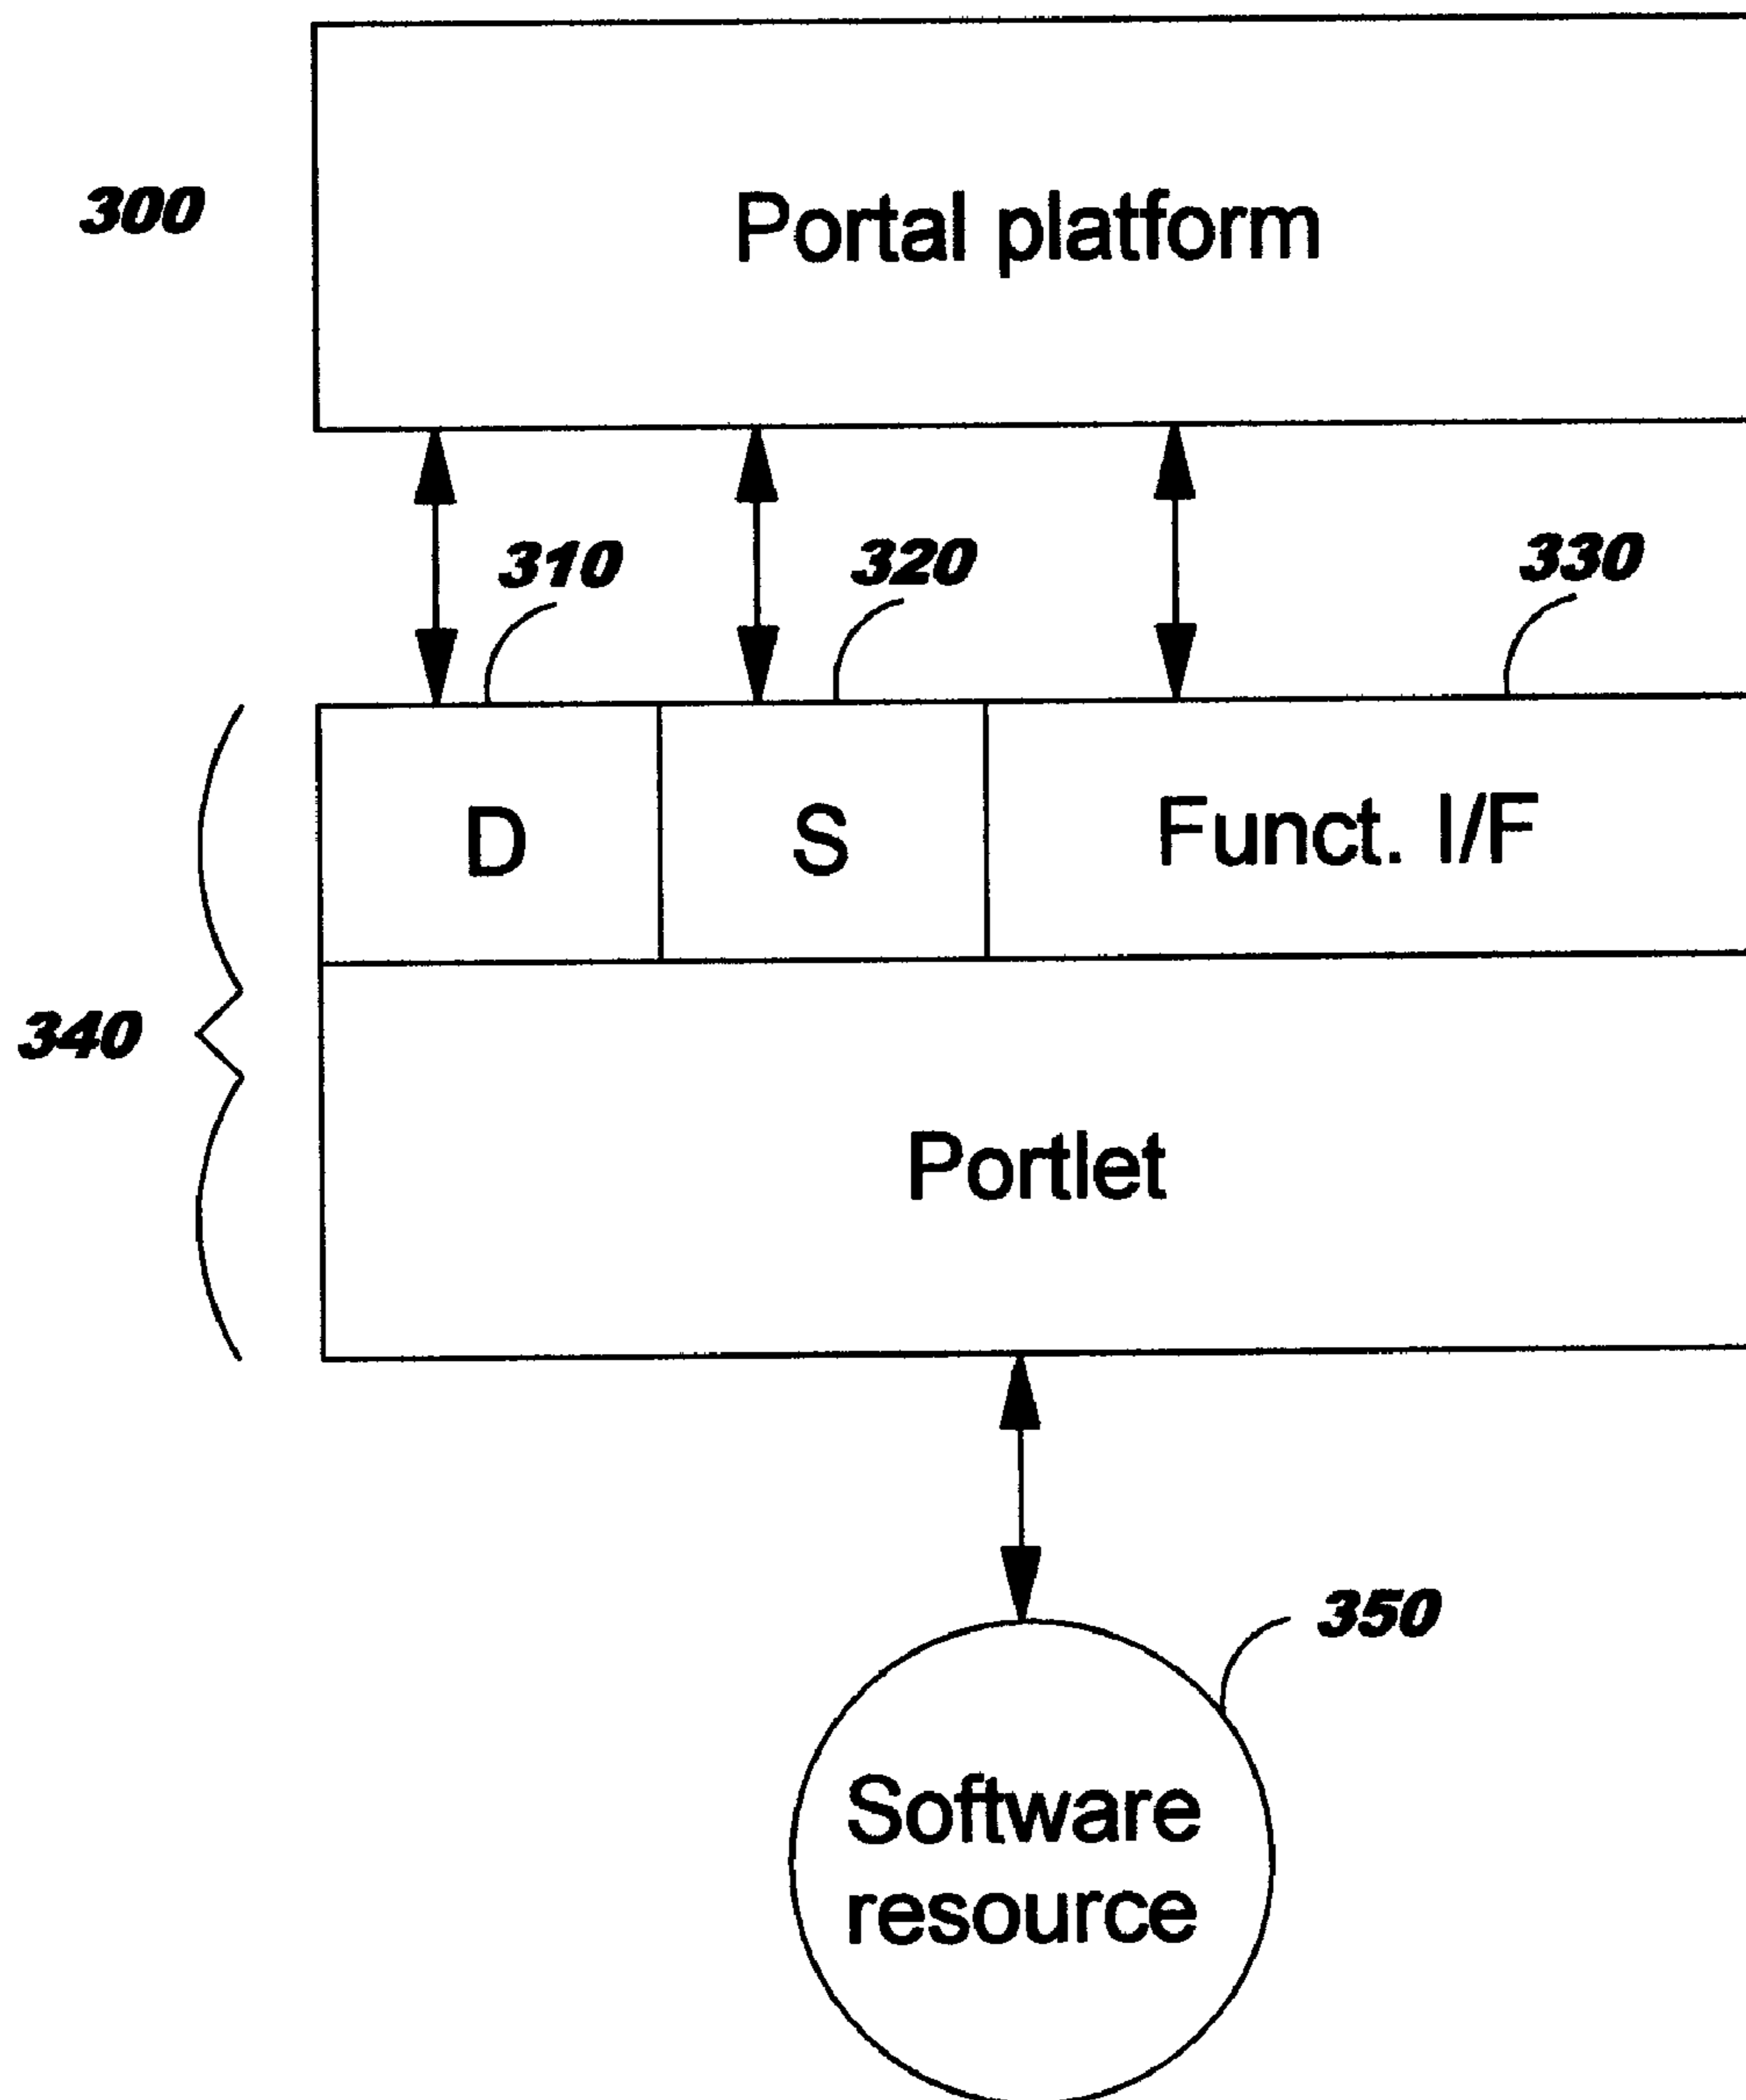 300
Portal platform
310
320
330
D
S
Funct. I/F
340
Portlet
350
Software
resource